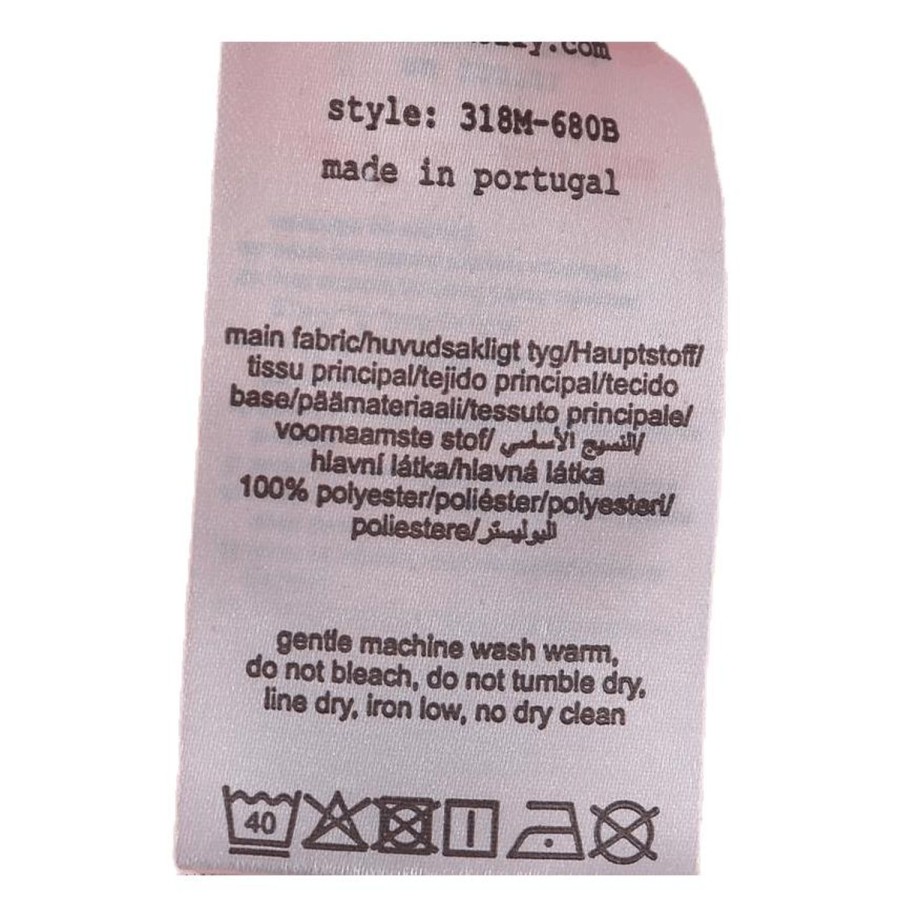 style: 318M-680B
made in portugal
main fabric/huvudsakligt tyg/Hauptstoff/
tissu principal/tejido principal/tecido
base/päämateriaali/tessuto principale/
voornaamste stof/النسيج الأساسي/
hlavní látka/hlavná látka
100% polyester/poliéster/polyesteri/
poliestere/البوليستر
gentle machine wash warm,
do not bleach, do not tumble dry,
line dry, iron low, no dry clean
40